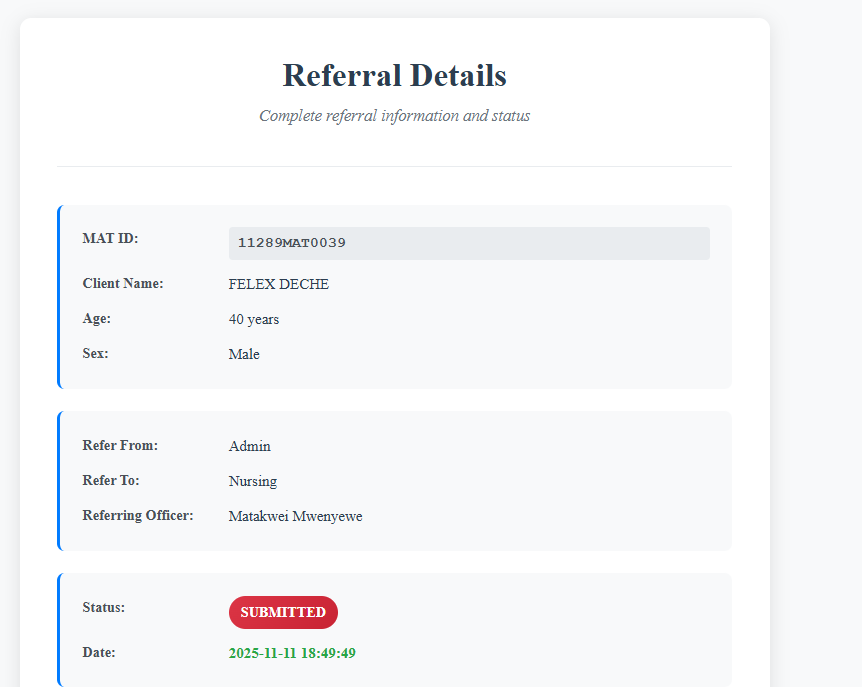 Referral Details
Complete referral information and status
MAT ID: 11289MAT0039
Client Name: FELEX DECHE
Age: 40 years
Sex: Male
Refer From: Admin
Refer To: Nursing
Referring Officer: Matakwei Mwenyewe
Status: SUBMITTED
Date: 2025-11-11 18:49:49